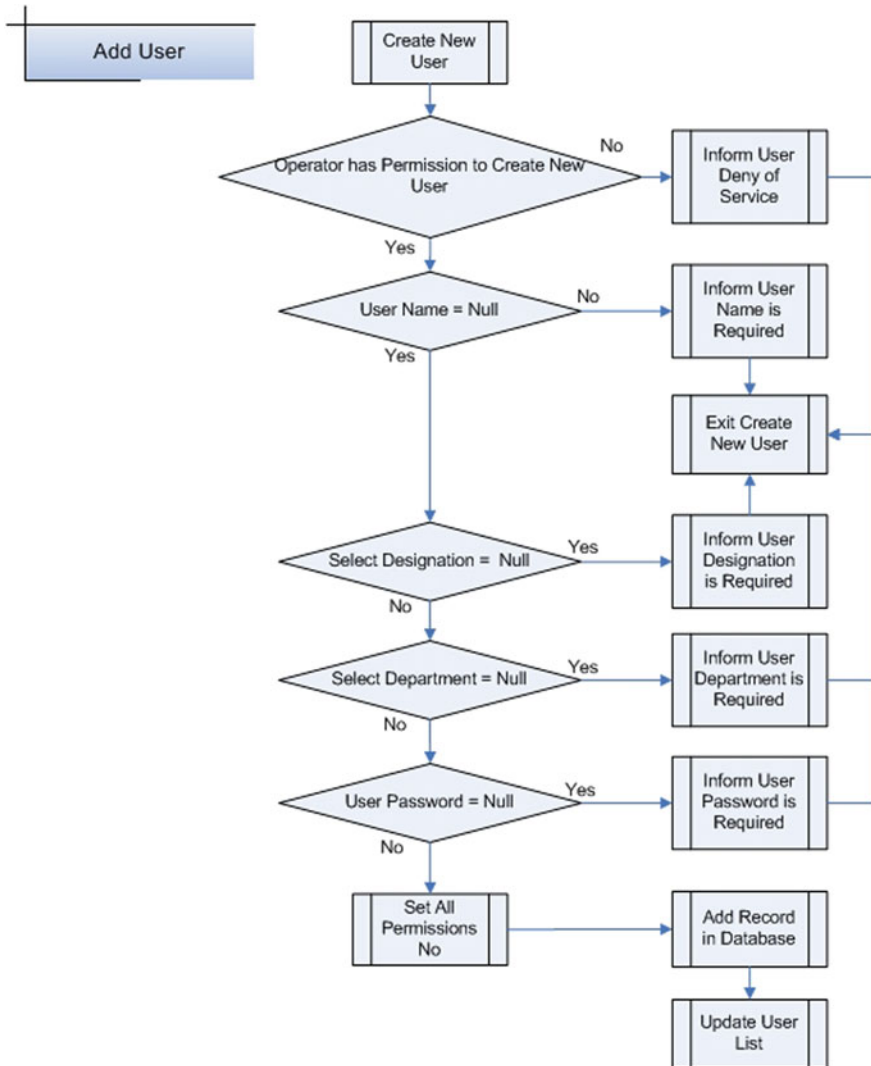 Add User
Create New
User
Operator has Permission to Create New
User
No
Inform User
Deny of
Service
Yes
User Name = Null
No
Inform User
Name is
Required
Yes
Exit Create
New User
Select Designation = Null
Yes
Inform User
Designation
is Required
No
Select Department = Null
Yes
Inform User
Department is
Required
No
User Password = Null
Yes
Inform User
Password is
Required
No
Set All
Permissions
No
Add Record
in Database
Update User
List